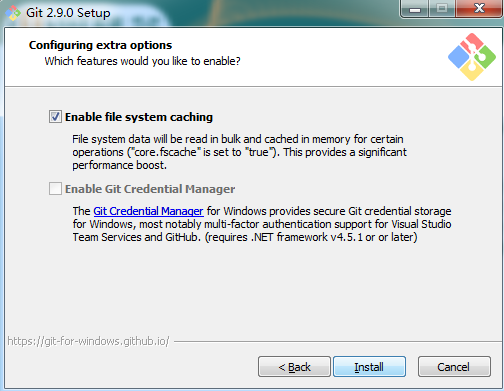 Git 2.9.0 Setup
Configuring extra options
Which features would you like to enable?
Enable file system caching
File system data will be read in bulk and cached in memory for certain
operations ("core.fscache" is set to "true"). This provides a significant
performance boost.
Enable Git Credential Manager
The Git Credential Manager for Windows provides secure Git credential storage
for Windows, most notably multi-factor authentication support for Visual Studio
Team Services and GitHub. (requires .NET framework v4.5.1 or or later)
https://git-for-windows.github.io/
< Back
Install
Cancel